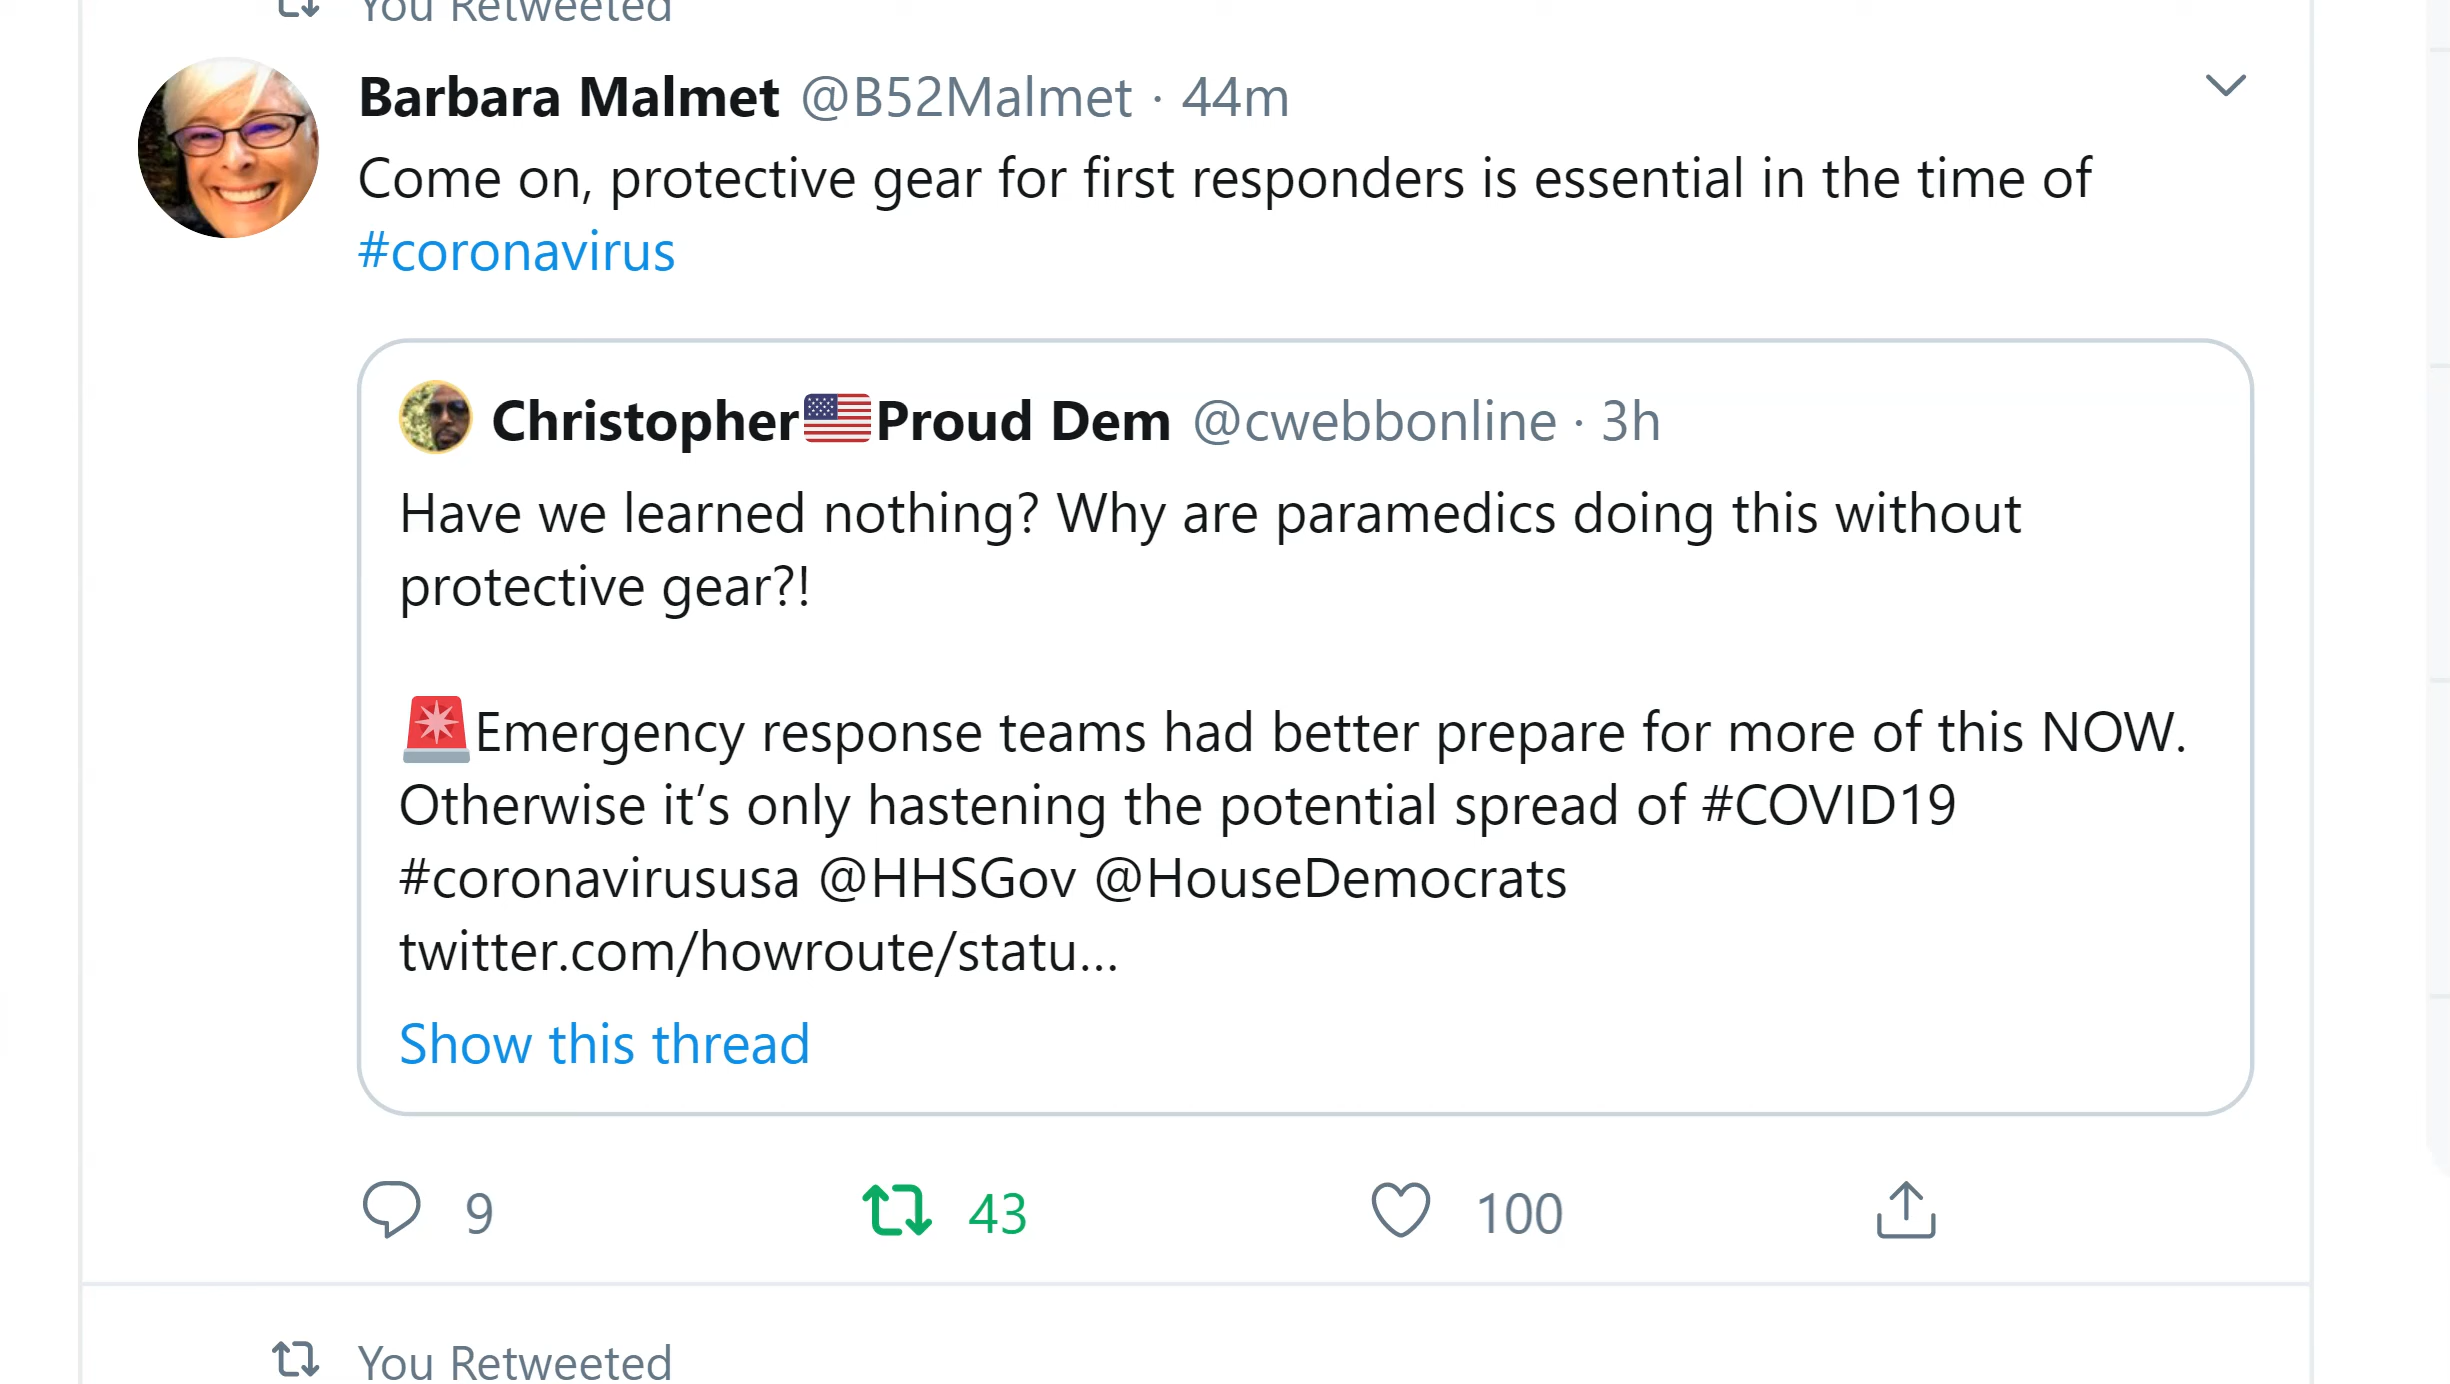 You Retweeted
Barbara Malmet @B52Malmet · 44m
Come on, protective gear for first responders is essential in the time of
#coronavirus
Christopher🇺🇸Proud Dem @cwebbonline · 3h
Have we learned nothing? Why are paramedics doing this without
protective gear?!
🚨Emergency response teams had better prepare for more of this NOW.
Otherwise it’s only hastening the potential spread of #COVID19
#coronavirususa @HHSGov @HouseDemocrats
twitter.com/howroute/statu…
Show this thread
9 43 100
You Retweeted